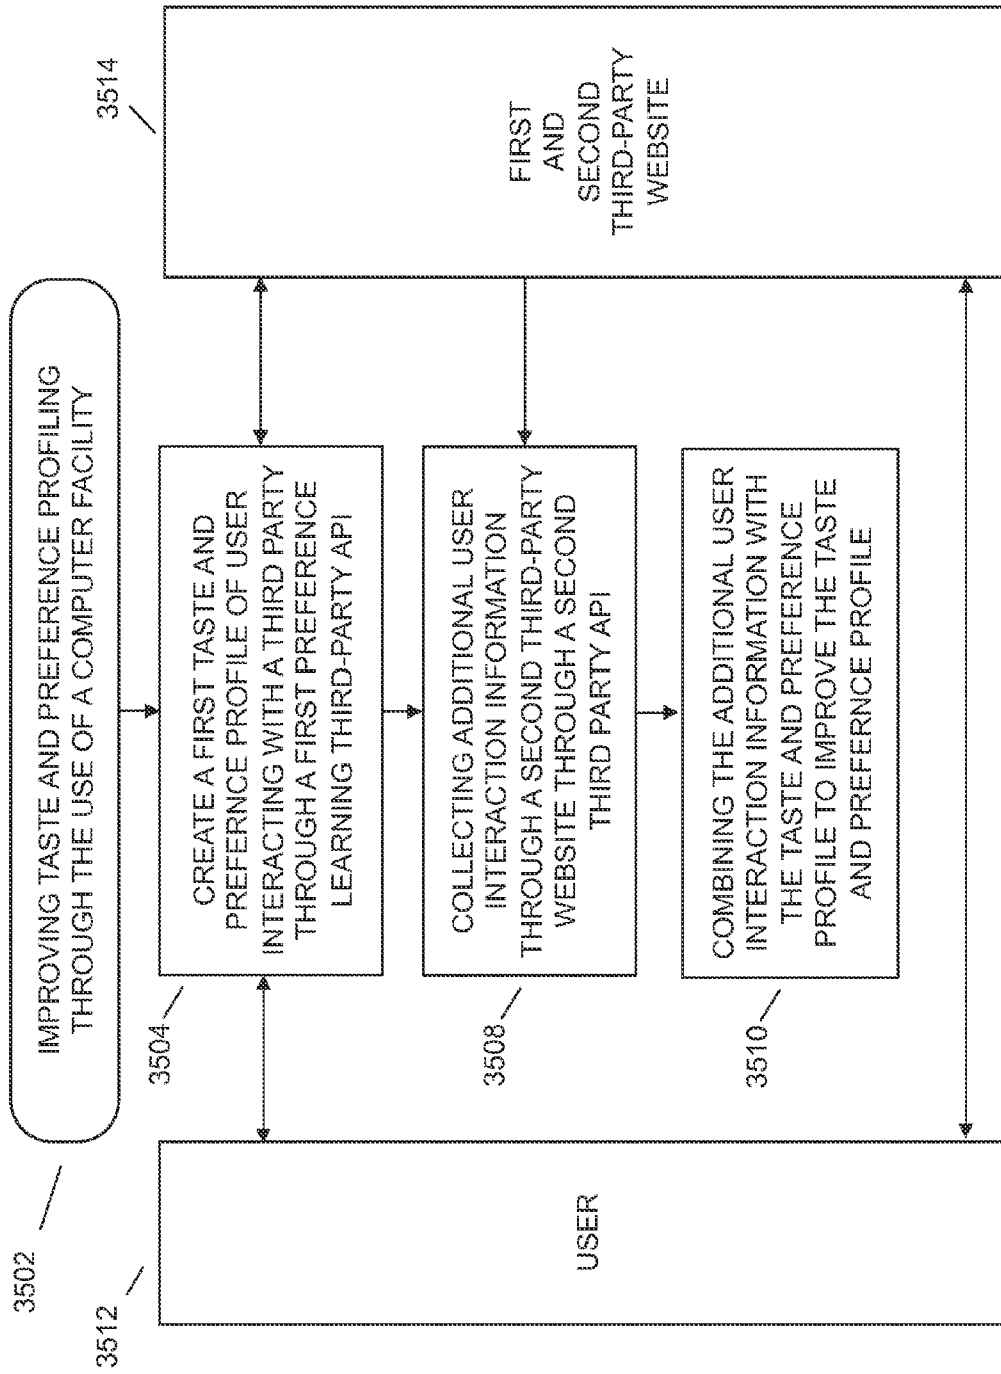 3502
IMPROVING TASTE AND PREFERENCE PROFILING
THROUGH THE USE OF A COMPUTER FACILITY
3512
USER
3504
CREATE A FIRST TASTE AND
PREFERNCE PROFILE OF USER
INTERACTING WITH A THIRD PARTY
THROUGH A FIRST PREFERENCE
LEARNING THIRD-PARTY API
3508
COLLECTING ADDITIONAL USER
INTERACTION INFORMATION
THROUGH A SECOND THIRD-PARTY
WEBSITE THROUGH A SECOND
THIRD PARTY API
3510
COMBINING THE ADDITIONAL USER
INTERACTION INFORMATION WITH
THE TASTE AND PREFERENCE
PROFILE TO IMPROVE THE TASTE
AND PREFERNCE PROFILE
3514
FIRST
AND
SECOND
THIRD-PARTY
WEBSITE